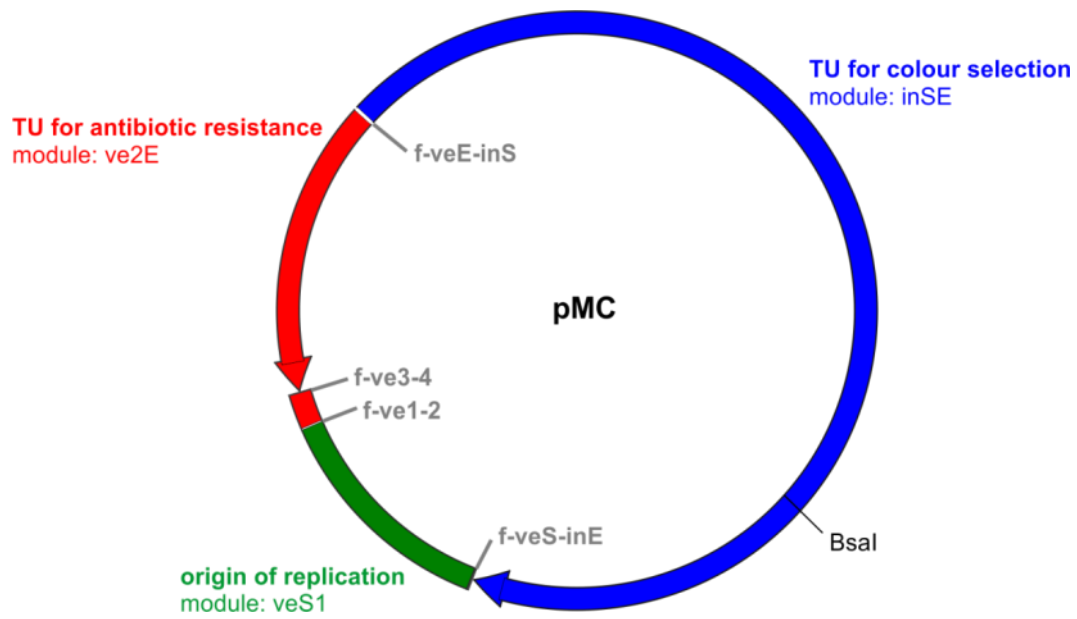 TU for colour selection
module: inSE
TU for antibiotic resistance
module: ve2E
f-veE-inS
pMC
f-ve3-4
f-ve1-2
f-veS-inE
BsaI
origin of replication
module: veS1